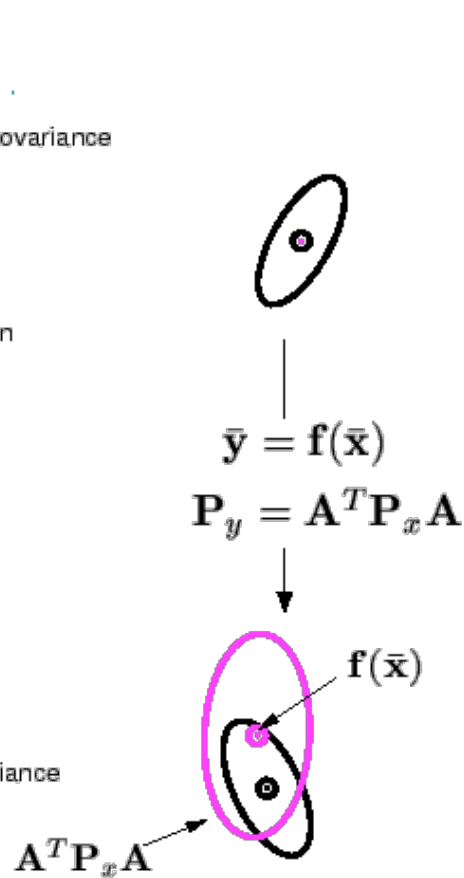 ovariance
n
ȳ = f(x̄)
P_y = A^T P_x A
f(x̄)
iance
A^T P_x A